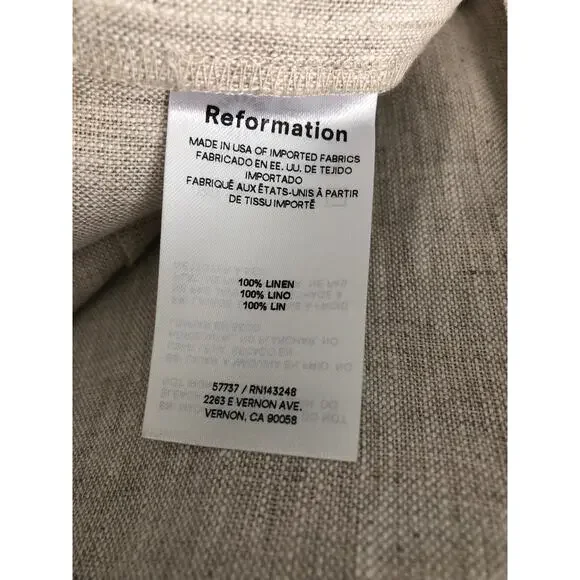 Reformation
MADE IN USA OF IMPORTED FABRICS
FABRICADO EN EE. UU. DE TEJIDO
IMPORTADO
FABRIQUÉ AUX ÉTATS-UNIS À PARTIR
DE TISSU IMPORTÉ
100% LINEN
100% LINO
100% LIN
57737 / RN143248
2263 E VERNON AVE.
VERNON, CA 90058